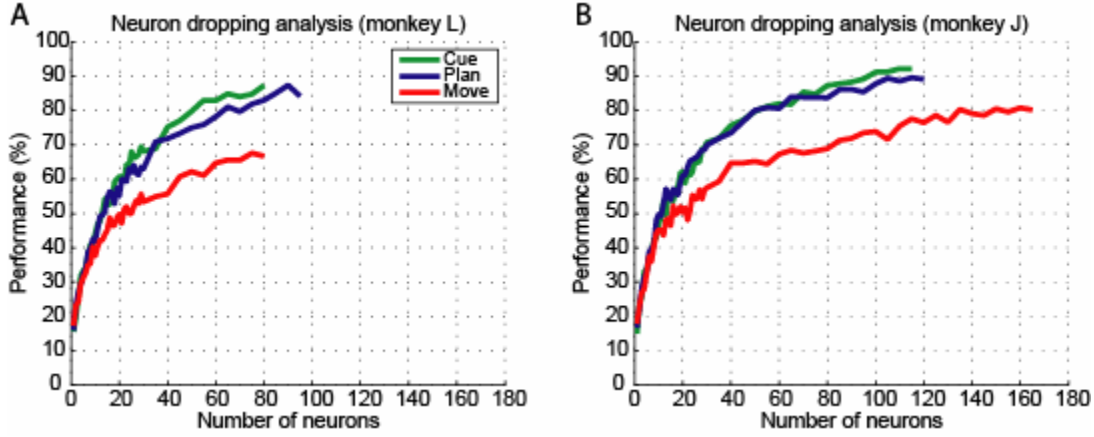 A
Neuron dropping analysis (monkey L)
100
90
80
70
60
50
40
30
20
10
0
Performance (%)
Cue
Plan
Move
0 20 40 60 80 100 120 140 160 180
Number of neurons
B
Neuron dropping analysis (monkey J)
100
90
80
70
60
50
40
30
20
10
0
Performance (%)
0 20 40 60 80 100 120 140 160 180
Number of neurons